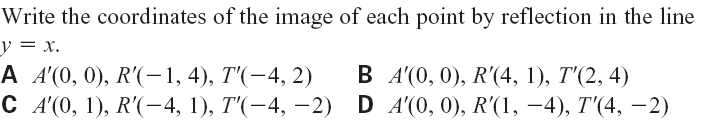 Write the coordinates of the image of each point by reflection in the line
y = x.
A A′(0, 0), R′(−1, 4), T′(−4, 2) B A′(0, 0), R′(4, 1), T′(2, 4)
C A′(0, 1), R′(−4, 1), T′(−4, −2) D A′(0, 0), R′(1, −4), T′(4, −2)